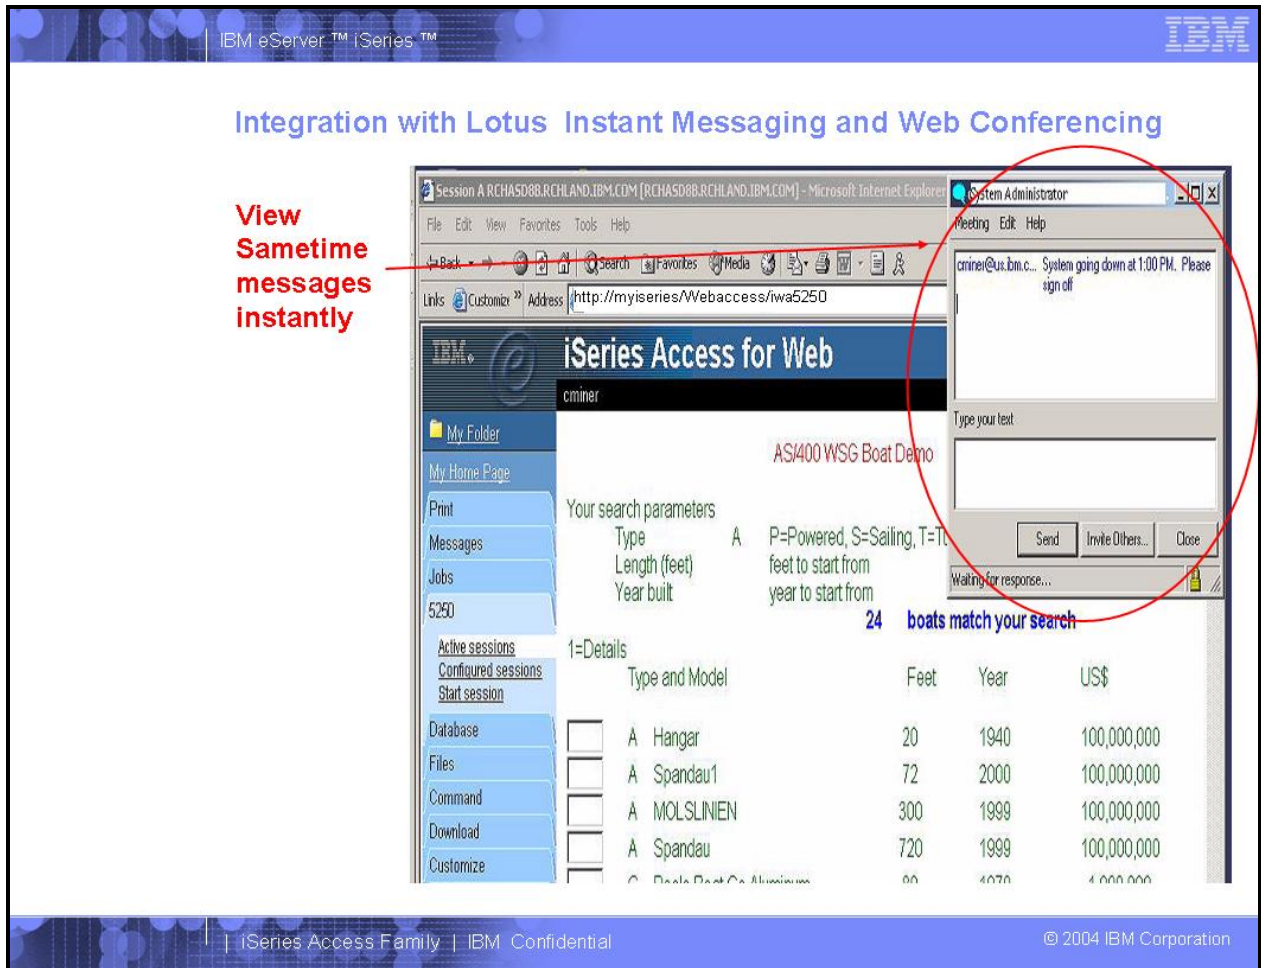 IBM eServer ™ iSeries ™
IBM
Integration with Lotus Instant Messaging and Web Conferencing
View
Sametime
messages
instantly
Session A RCHASD8B.RCHLAND.IBM.COM [RCHASD8B.RCHLAND.IBM.COM] - Microsoft Internet Explorer
File Edit View Favorites Tools Help
Back Search Favorites Media
Links Customize » Address http://myiseries/Webaccess/iwa5250
System Administrator
Meeting Edit Help
cminer@us.ibm.c... System going down at 1:00 PM. Please
sign off
Type your text
Send Invite Others... Close
Waiting for response...
IBM
iSeries Access for Web
cminer
My Folder
My Home Page
Print
Messages
Jobs
5250
Active sessions
Configured sessions
Start session
Database
Files
Command
Download
Customize
AS/400 WSG Boat Demo
Your search parameters
Type A P=Powered, S=Sailing,
Length (feet) feet to start from
Year built year to start from
24 boats match your search
1=Details
Type and Model Feet Year US$
A Hangar 20 1940 100,000,000
A Spandau1 72 2000 100,000,000
A MOLSLINIEN 300 1999 100,000,000
A Spandau 720 1999 100,000,000
| iSeries Access Family | IBM Confidential
© 2004 IBM Corporation